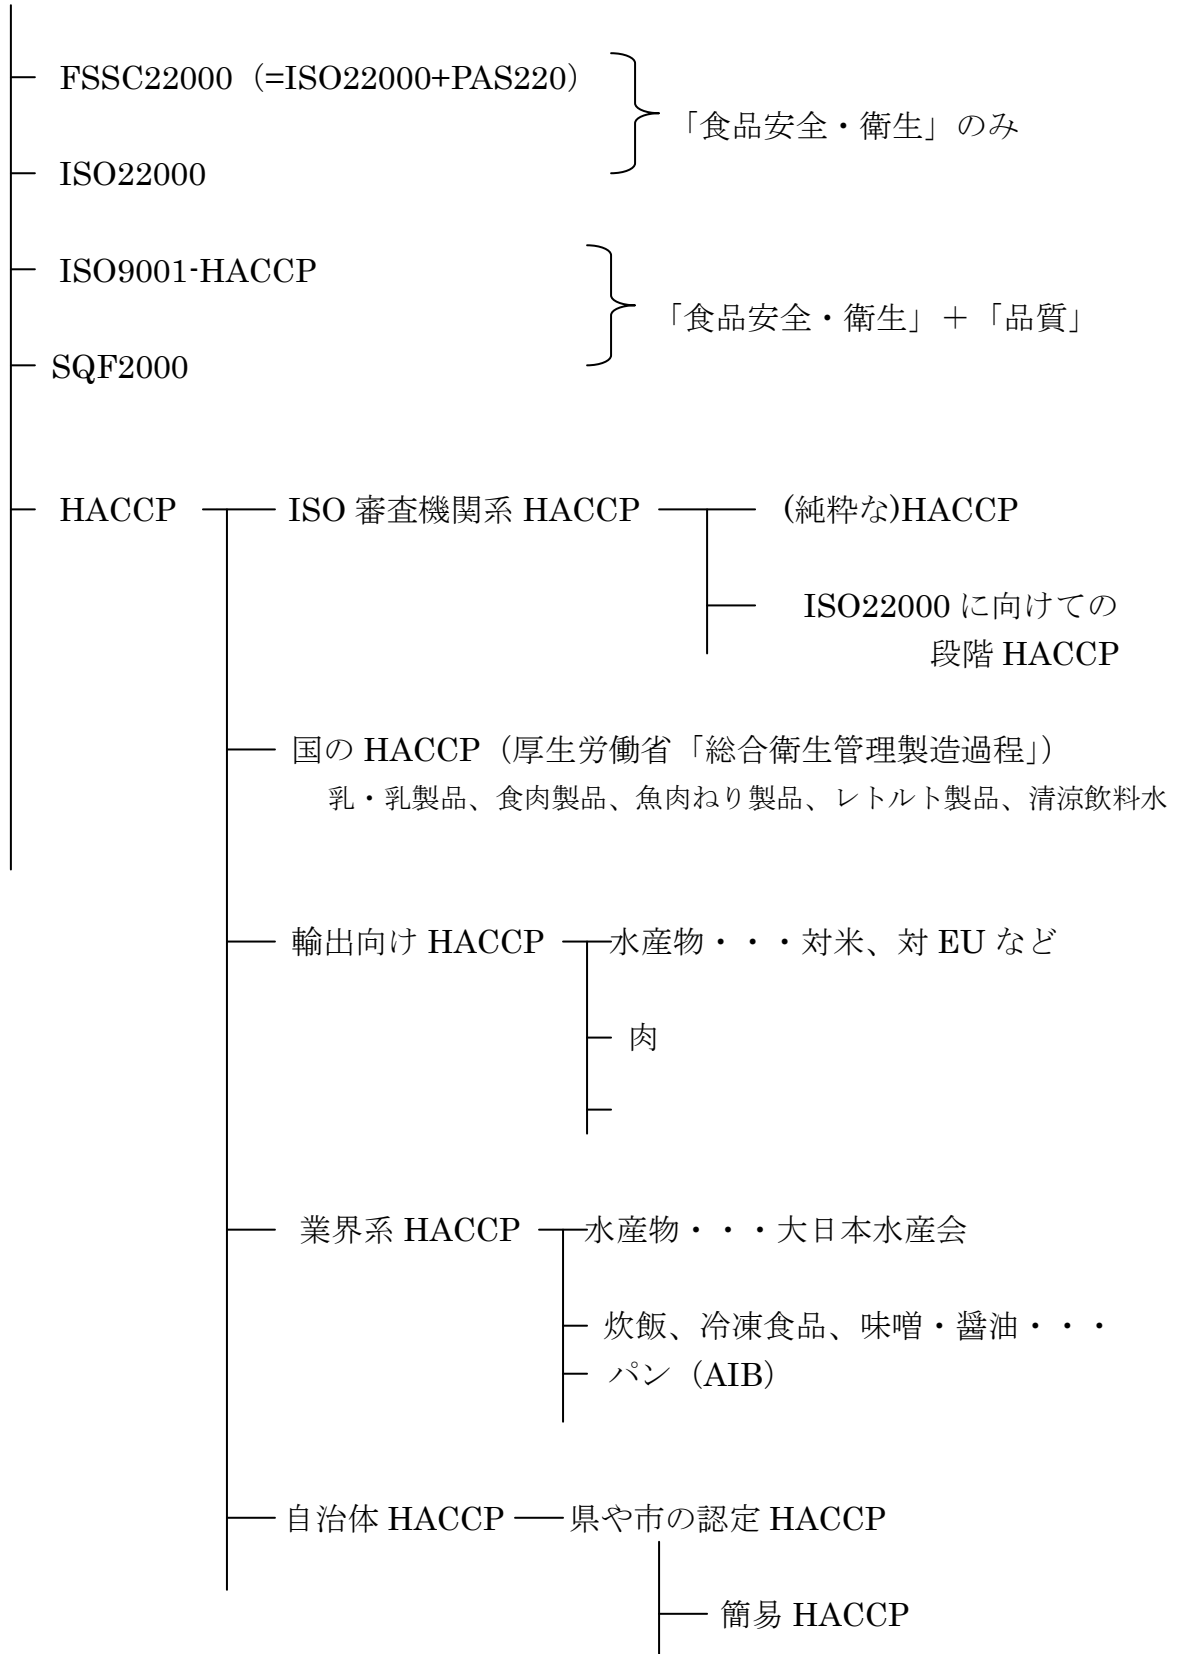 FSSC22000（=ISO22000+PAS220）
「食品安全・衛生」のみ
ISO22000
ISO9001-HACCP
「食品安全・衛生」＋「品質」
SQF2000
HACCP ISO 審査機関系 HACCP (純粋な)HACCP
ISO22000 に向けての
段階 HACCP
国の HACCP（厚生労働省「総合衛生管理製造過程」）
乳・乳製品、食肉製品、魚肉ねり製品、レトルト製品、清涼飲料水
輸出向け HACCP 水産物・・・対米、対 EU など
肉
業界系 HACCP 水産物・・・大日本水産会
炊飯、冷凍食品、味噌・醤油・・・
パン（AIB）
自治体 HACCP 県や市の認定 HACCP
簡易 HACCP